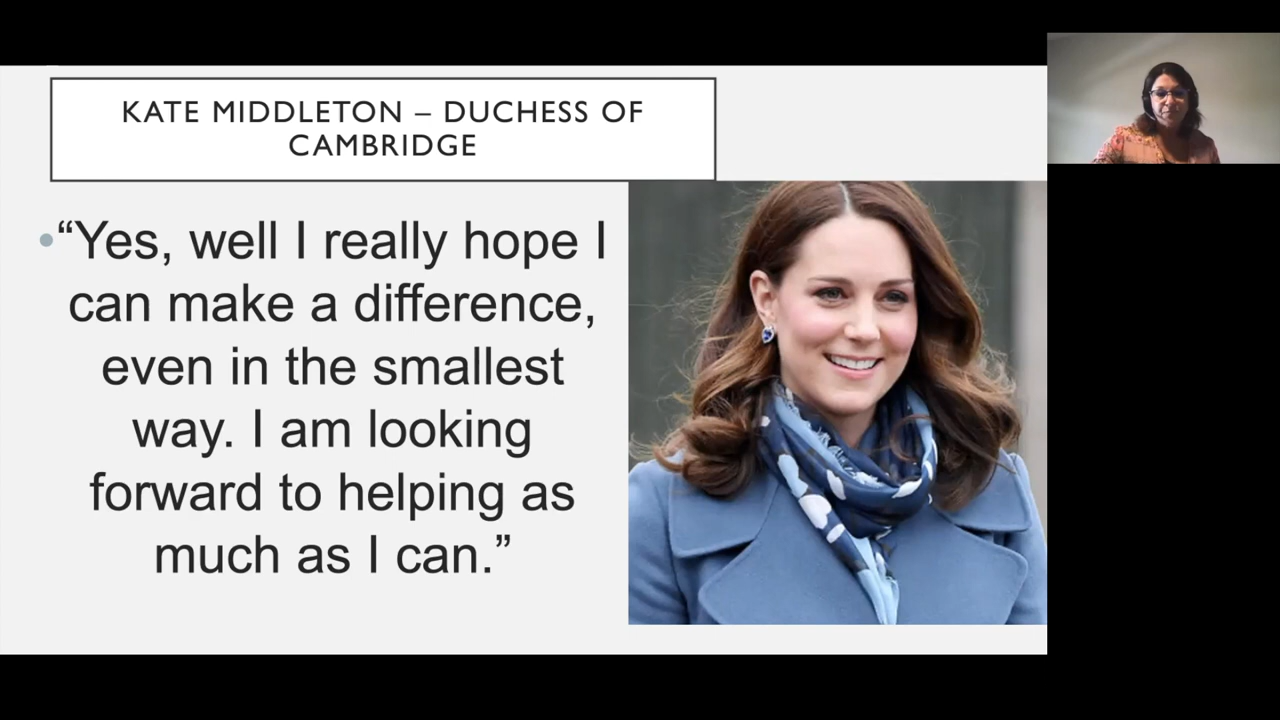 KATE MIDDLETON – DUCHESS OF
CAMBRIDGE
•“Yes, well I really hope I
can make a difference,
even in the smallest
way. I am looking
forward to helping as
much as I can.”